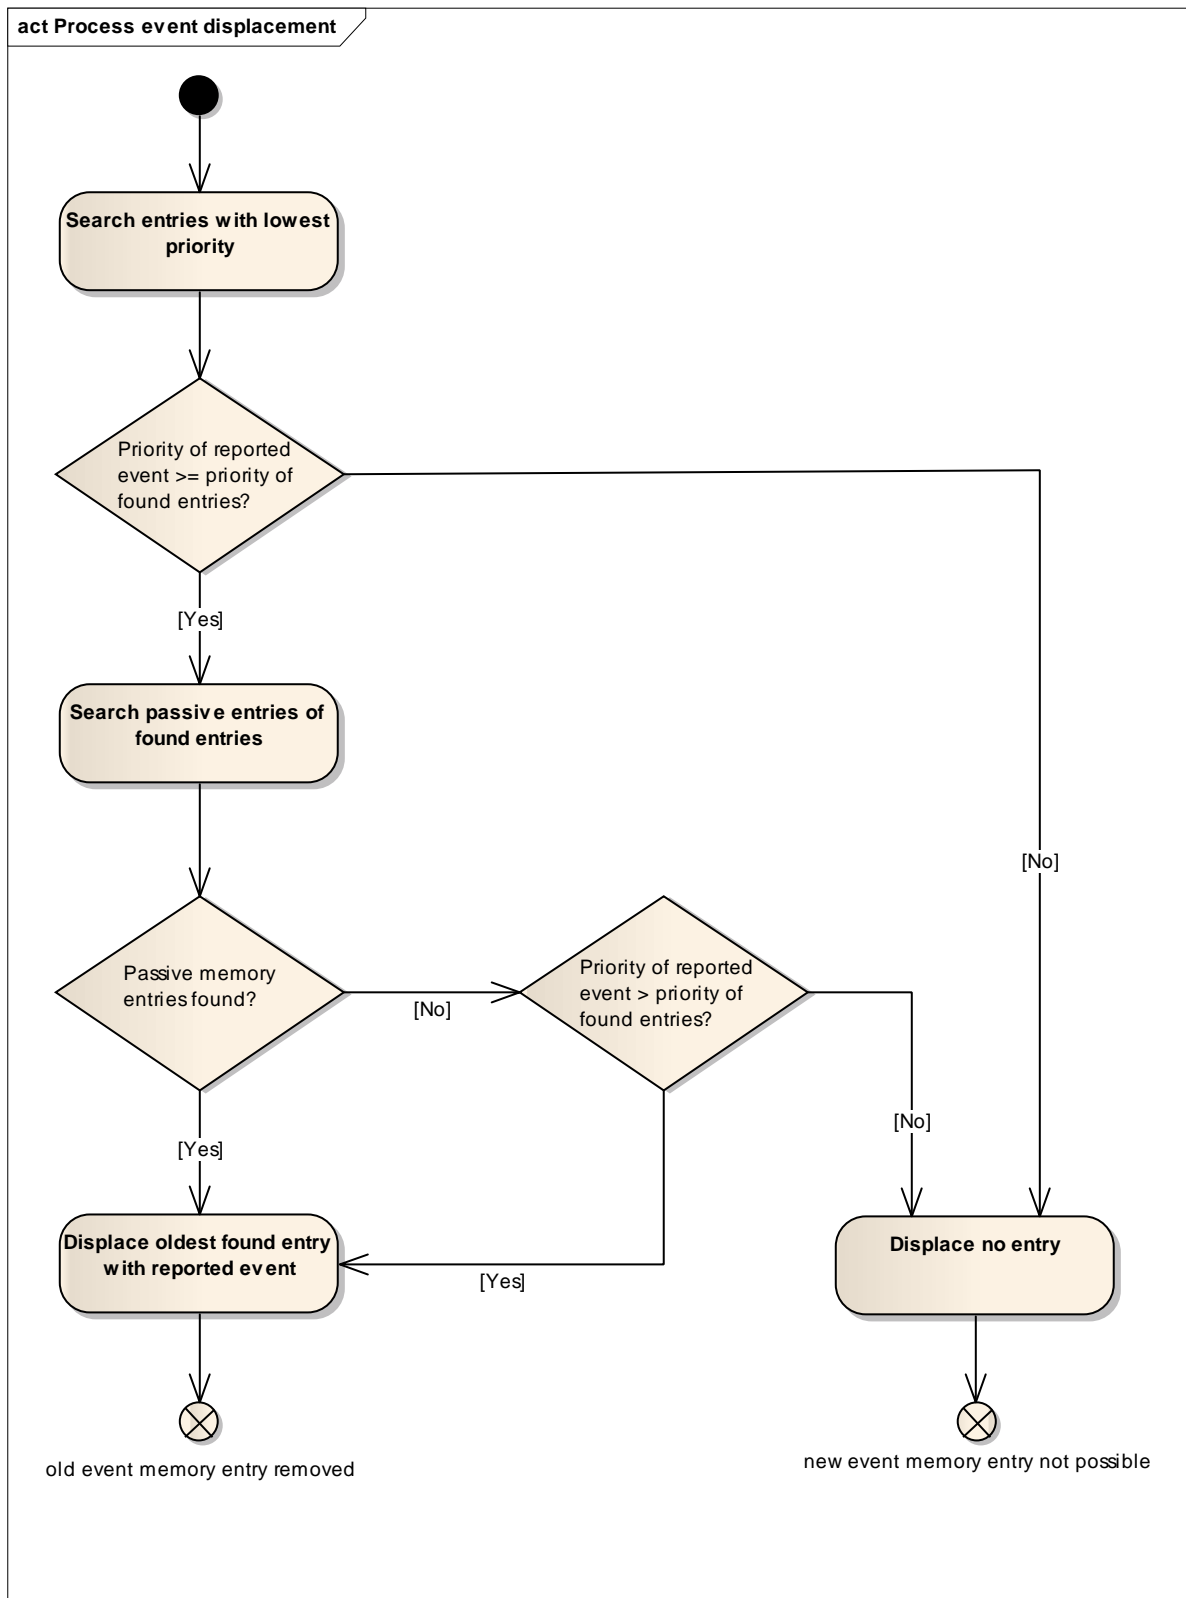 act Process event displacement
Search entries with lowest
priority
Priority of reported
event >= priority of
found entries?
[Yes]
Search passive entries of
found entries
[No]
Passive memory
entries found?
[No]
Priority of reported
event > priority of
found entries?
[No]
[Yes]
Displace oldest found entry
with reported event
[Yes]
Displace no entry
old event memory entry removed
new event memory entry not possible